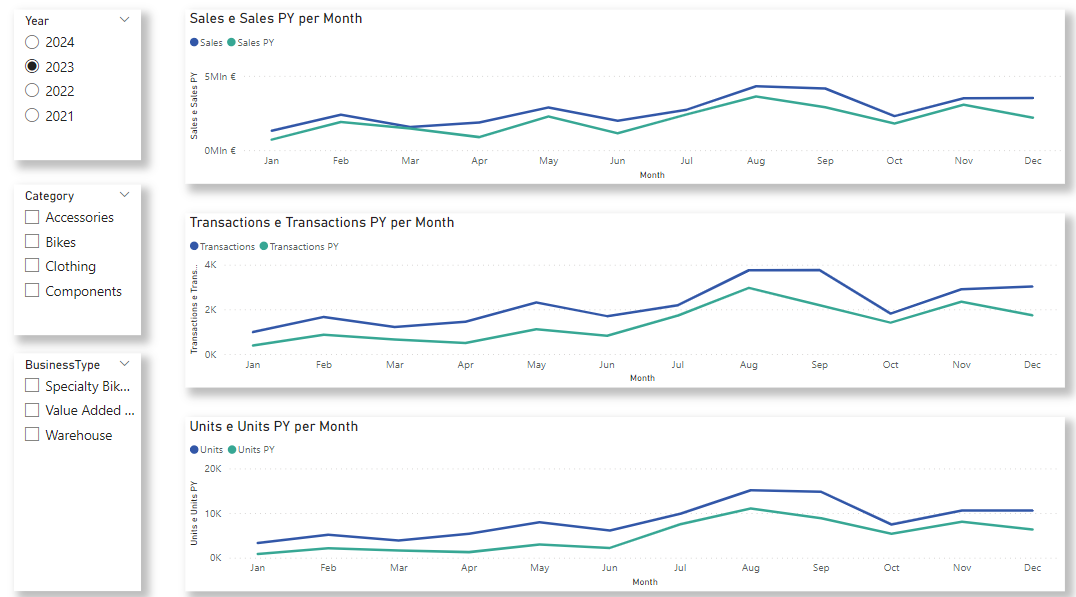 Year
2024
2023
2022
2021
Category
Accessories
Bikes
Clothing
Components
BusinessType
Specialty Bik...
Value Added ...
Warehouse
Sales e Sales PY per Month
Sales Sales PY
Sales e Sales PY
5Mln €
0Mln €
Jan Feb Mar Apr May Jun Jul Aug Sep Oct Nov Dec
Month
Transactions e Transactions PY per Month
Transactions Transactions PY
Transactions e Trans...
4K
2K
0K
Jan Feb Mar Apr May Jun Jul Aug Sep Oct Nov Dec
Month
Units e Units PY per Month
Units Units PY
Units e Units PY
20K
10K
0K
Jan Feb Mar Apr May Jun Jul Aug Sep Oct Nov Dec
Month